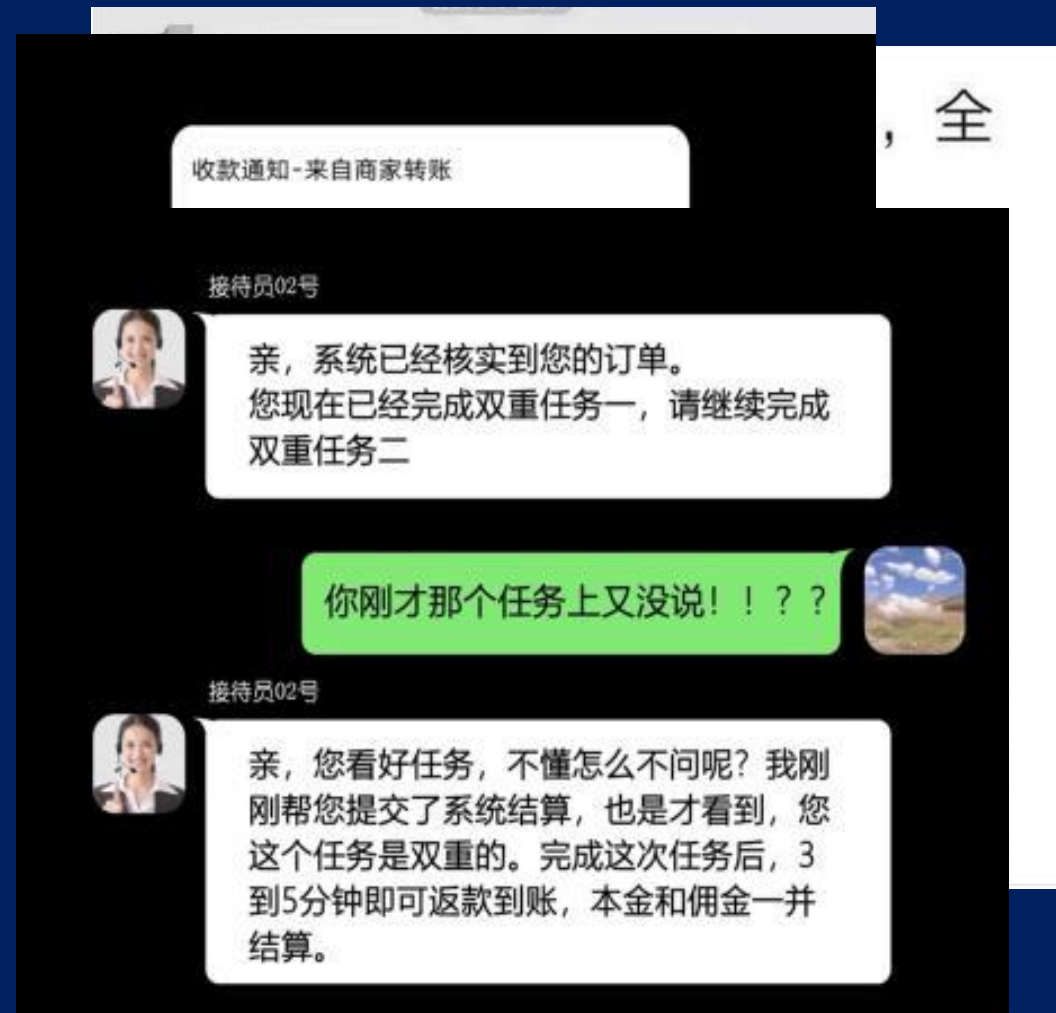 ，全
收款通知-来自商家转账
接待员02号
亲，系统已经核实到您的订单。
您现在已经完成双重任务一，请继续完成
双重任务二
你刚才那个任务上又没说！！？？
接待员02号
亲，您看好任务，不懂怎么不问呢？我刚
刚帮您提交了系统结算，也是才看到，您
这个任务是双重的。完成这次任务后，3
到5分钟即可返款到账，本金和佣金一并
结算。